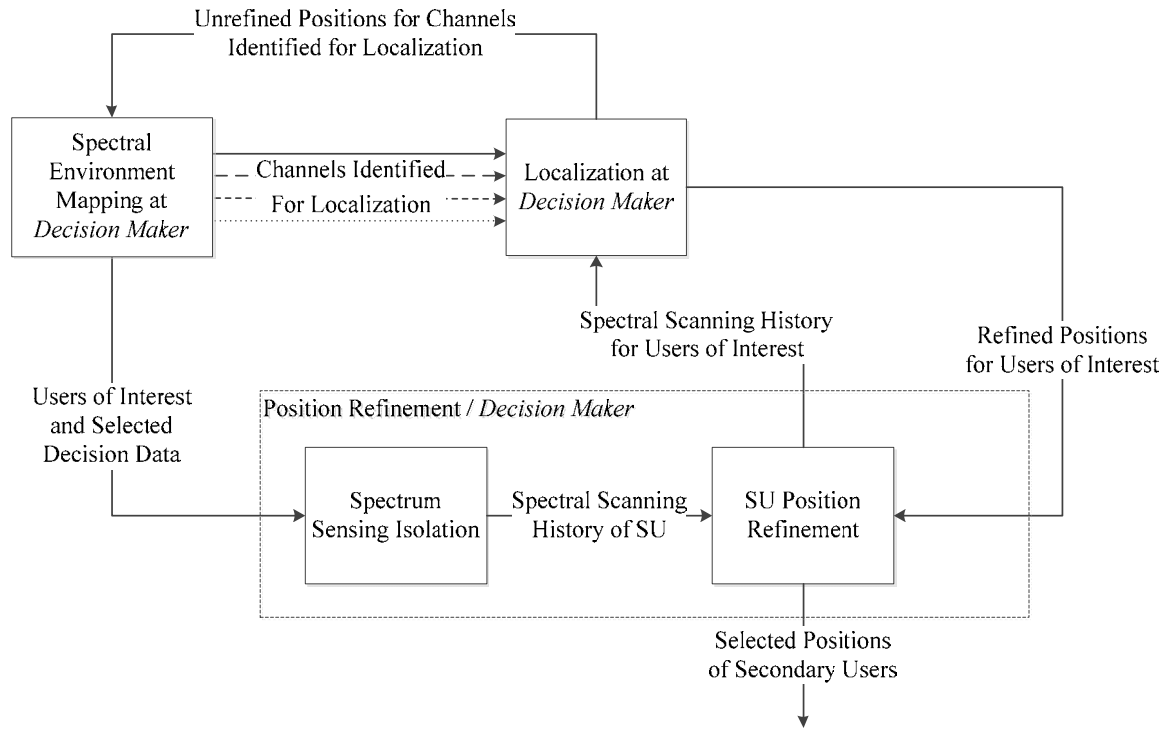 Unrefined Positions for Channels
Identified for Localization
Spectral
Environment
Mapping at
Decision Maker
Channels Identified
For Localization
Localization at
Decision Maker
Spectral Scanning History
for Users of Interest
Refined Positions
for Users of Interest
Users of Interest
and Selected
Decision Data
Position Refinement / Decision Maker
Spectrum
Sensing Isolation
Spectral Scanning
History of SU
SU Position
Refinement
Selected Positions
of Secondary Users